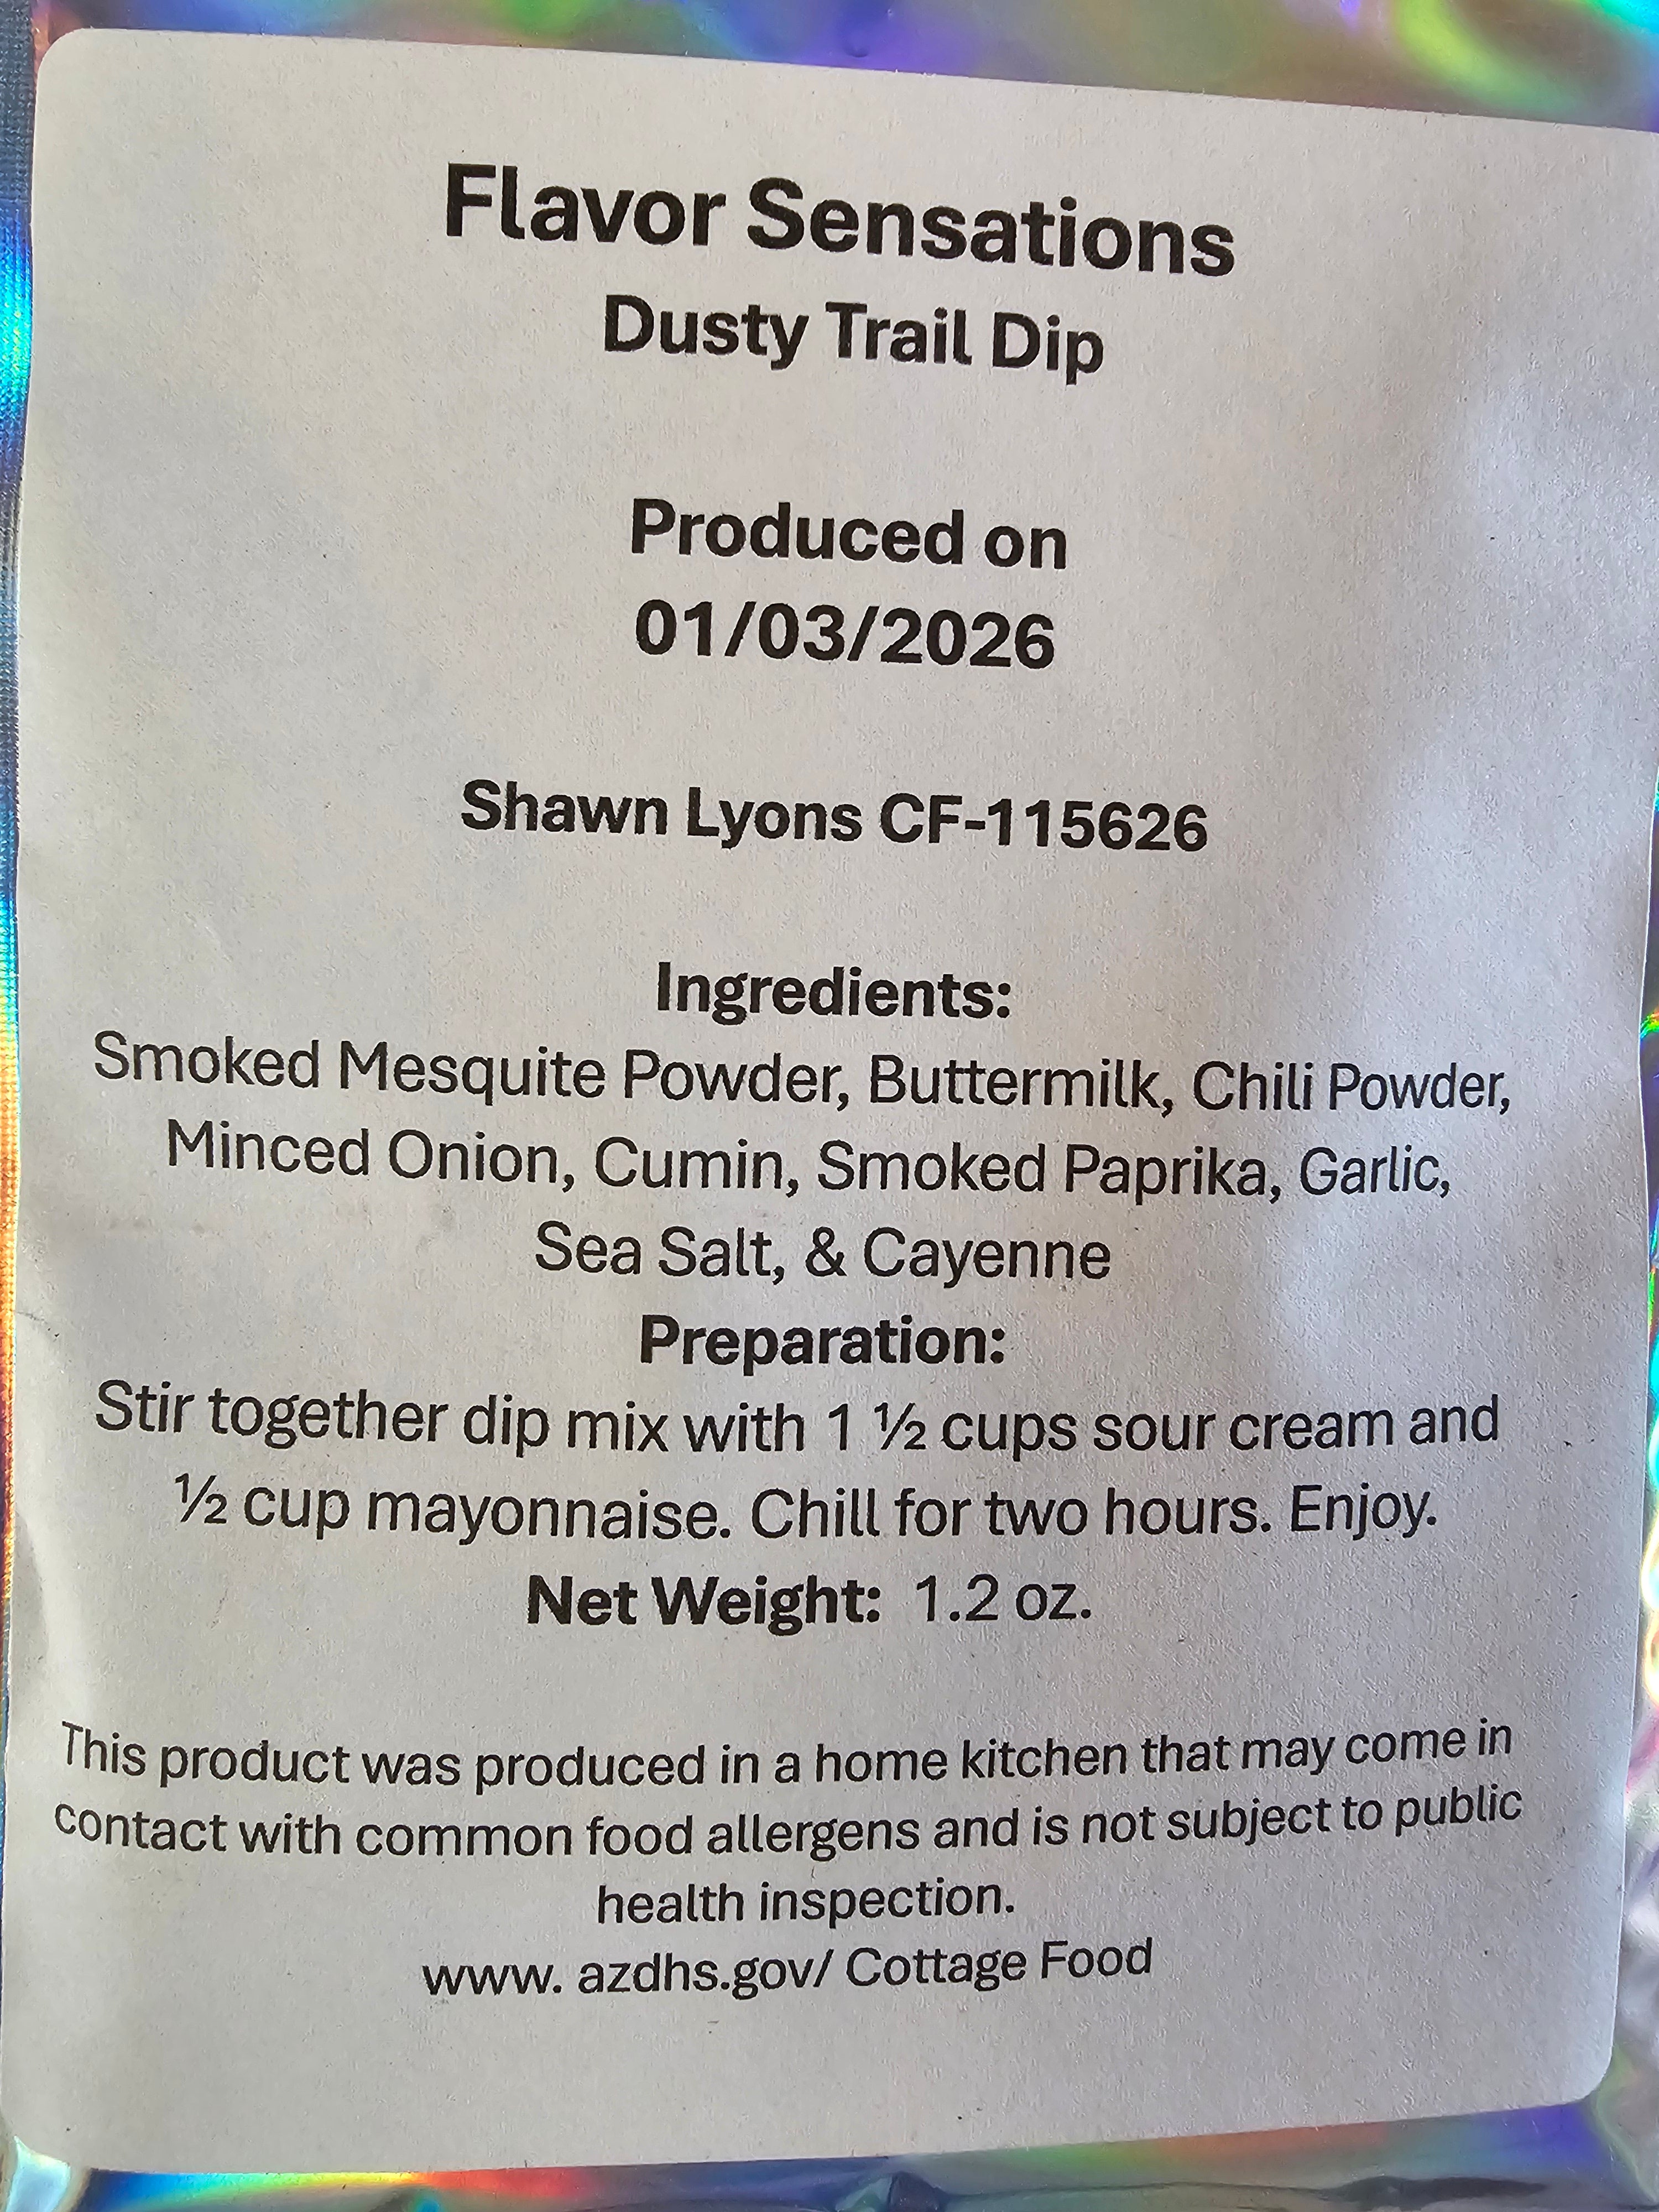 Flavor Sensations
Dusty Trail Dip
Produced on
01/03/2026
Shawn Lyons CF-115626
Ingredients:
Smoked Mesquite Powder, Buttermilk, Chili Powder,
Minced Onion, Cumin, Smoked Paprika, Garlic,
Sea Salt, & Cayenne
Preparation:
Stir together dip mix with 1 ½ cups sour cream and
½ cup mayonnaise. Chill for two hours. Enjoy.
Net Weight: 1.2 oz.
This product was produced in a home kitchen that may come in
contact with common food allergens and is not subject to public
health inspection.
www. azdhs.gov/ Cottage Food